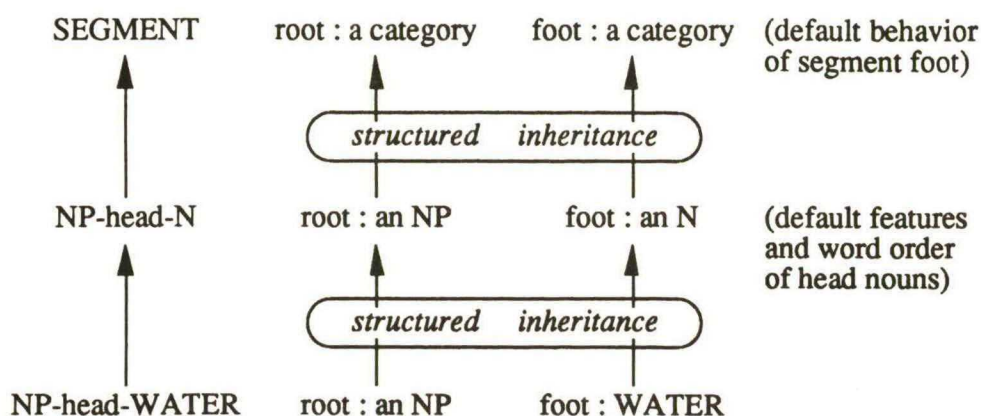 SEGMENT root : a category foot : a category (default behavior
of segment foot)
structured inheritance
NP-head-N root : an NP foot : an N (default features
and word order
of head nouns)
structured inheritance
NP-head-WATER root : an NP foot : WATER